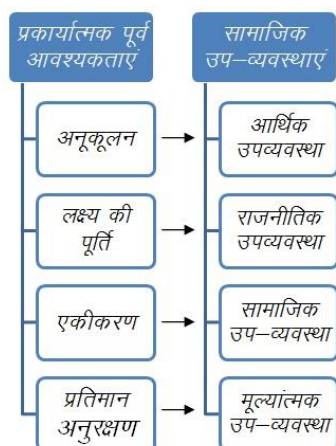 प्रकार्यात्मक पूर्व
आवश्यकताएं
सामाजिक
उप–व्यवस्थाएं
अनूकूलन
आर्थिक
उपव्यवस्था
लक्ष्य की
पूर्ति
राजनीतिक
उपव्यवस्था
एकीकरण
सामाजिक
उप–व्यवस्था
प्रतिमान
अनुरक्षण
मूल्यांत्मक
उप–व्यवस्था